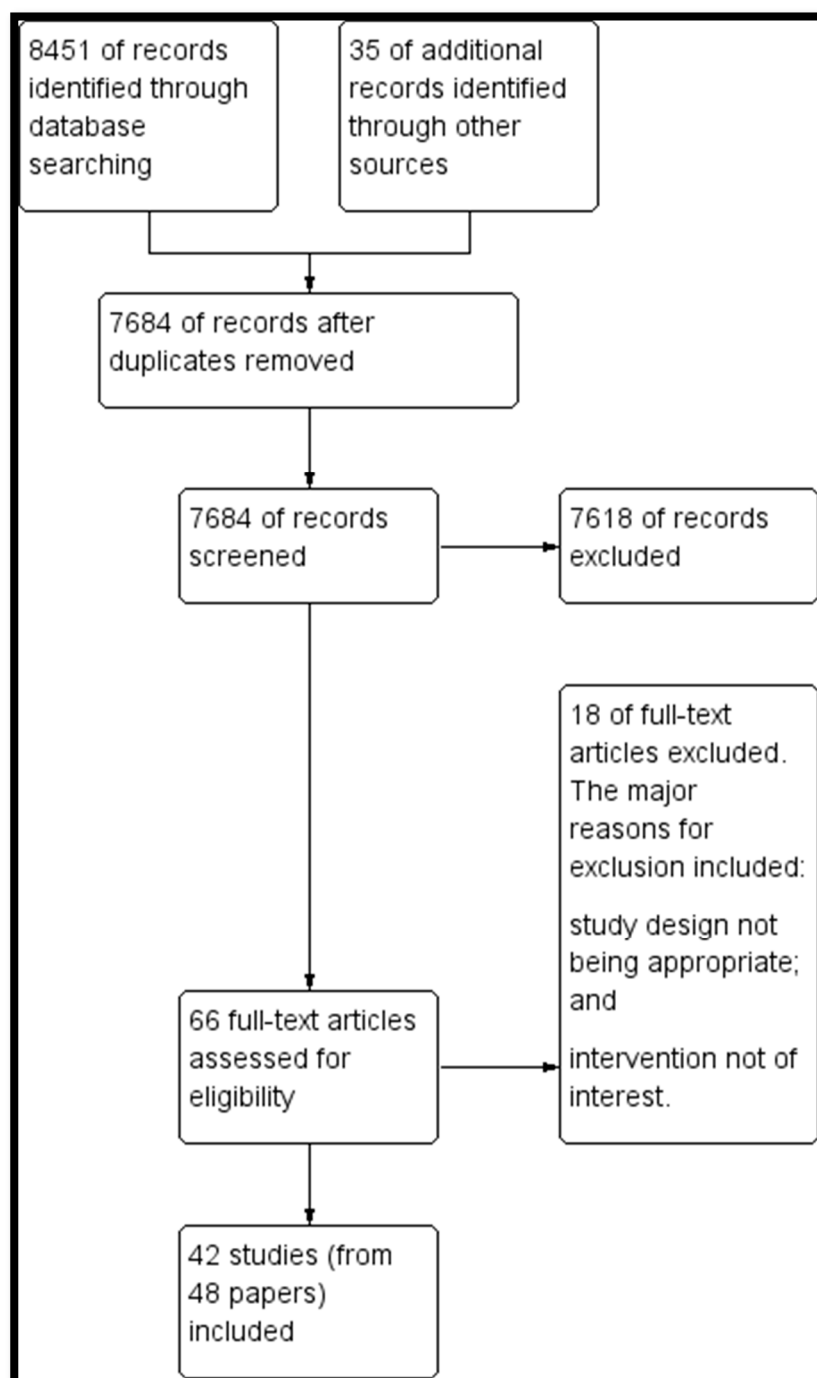 8451 of records
identified through
database
searching
35 of additional
records identified
through other
sources
7684 of records after
duplicates removed
7684 of records
screened
7618 of records
excluded
18 of full-text
articles excluded.
The major
reasons for
exclusion included:
study design not
being appropriate;
and
intervention not of
interest.
66 full-text articles
assessed for
eligibility
42 studies (from
48 papers)
included